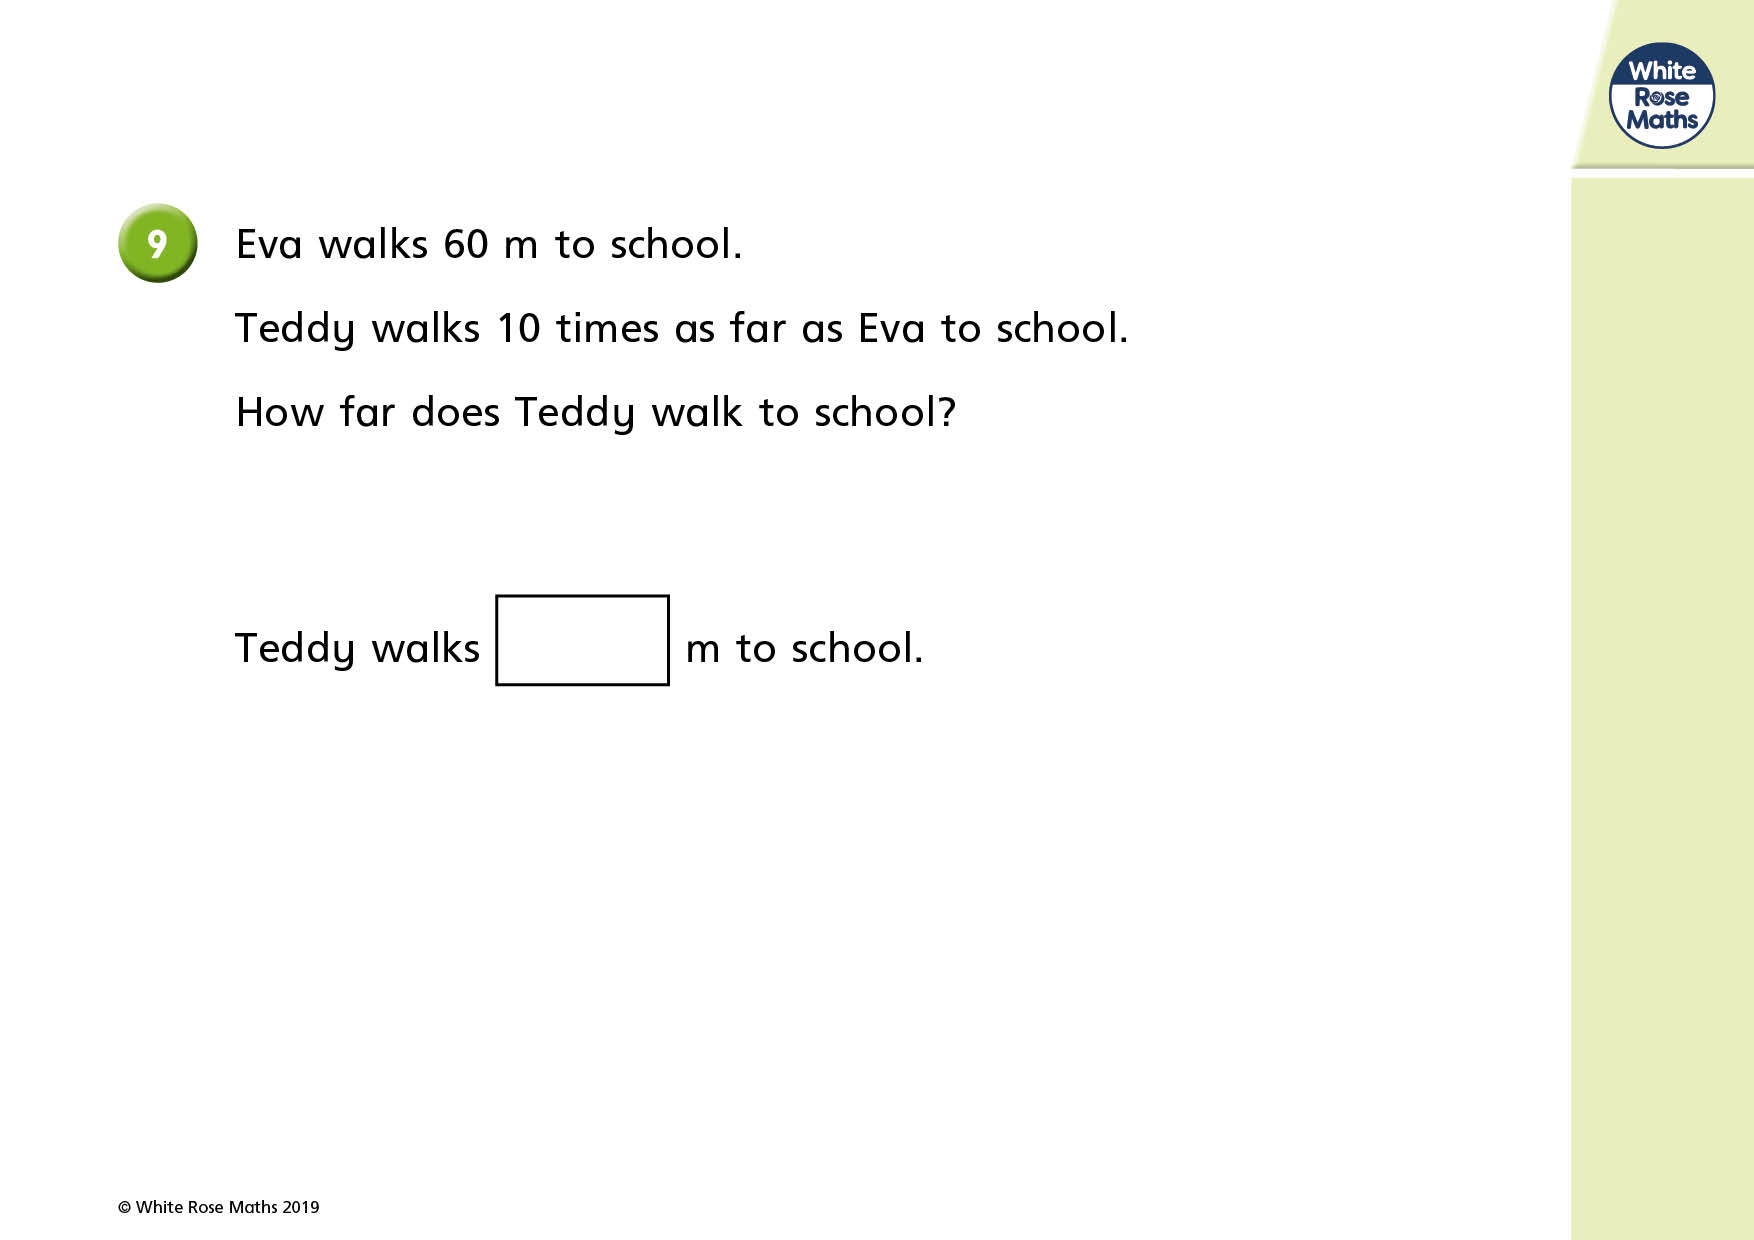 White
Rose
Maths
9 Eva walks 60 m to school.
Teddy walks 10 times as far as Eva to school.
How far does Teddy walk to school?
Teddy walks m to school.
© White Rose Maths 2019